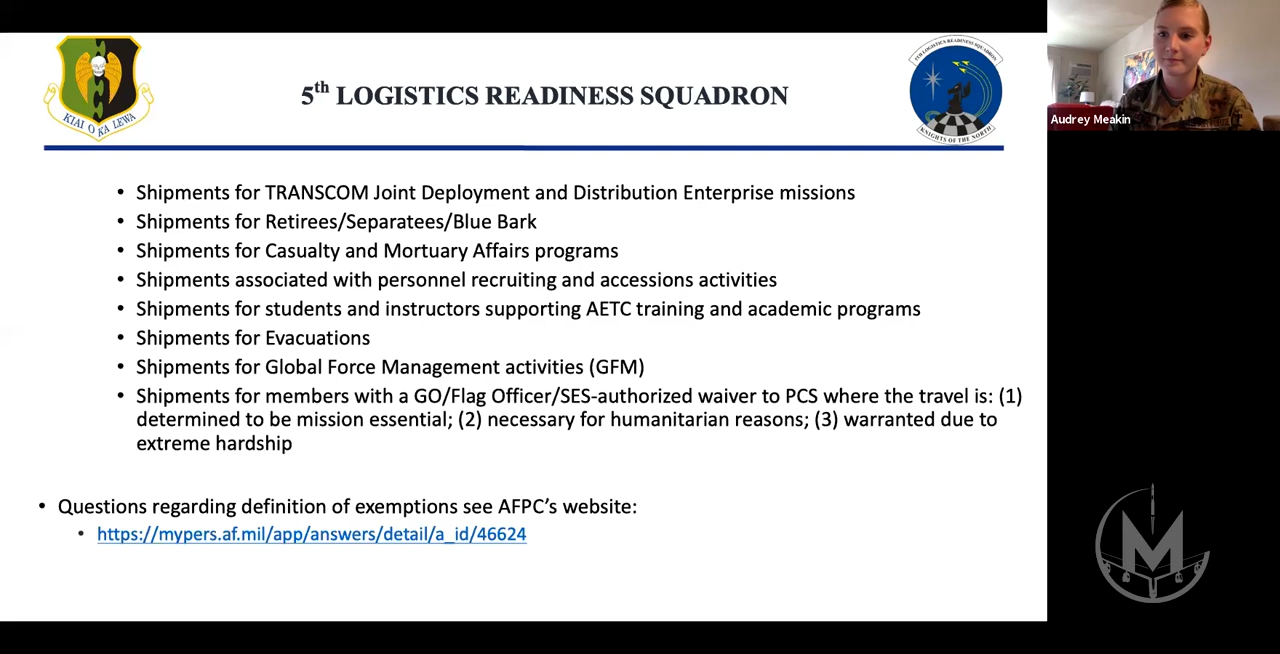 5th LOGISTICS READINESS SQUADRON
KIAI O KA LEWA
5TH LOGISTICS READINESS SQUADRON
KNIGHTS OF THE NORTH
Audrey Meakin
• Shipments for TRANSCOM Joint Deployment and Distribution Enterprise missions
• Shipments for Retirees/Separatees/Blue Bark
• Shipments for Casualty and Mortuary Affairs programs
• Shipments associated with personnel recruiting and accessions activities
• Shipments for students and instructors supporting AETC training and academic programs
• Shipments for Evacuations
• Shipments for Global Force Management activities (GFM)
• Shipments for members with a GO/Flag Officer/SES-authorized waiver to PCS where the travel is: (1)
determined to be mission essential; (2) necessary for humanitarian reasons; (3) warranted due to
extreme hardship
• Questions regarding definition of exemptions see AFPC’s website:
• https://mypers.af.mil/app/answers/detail/a_id/46624
M